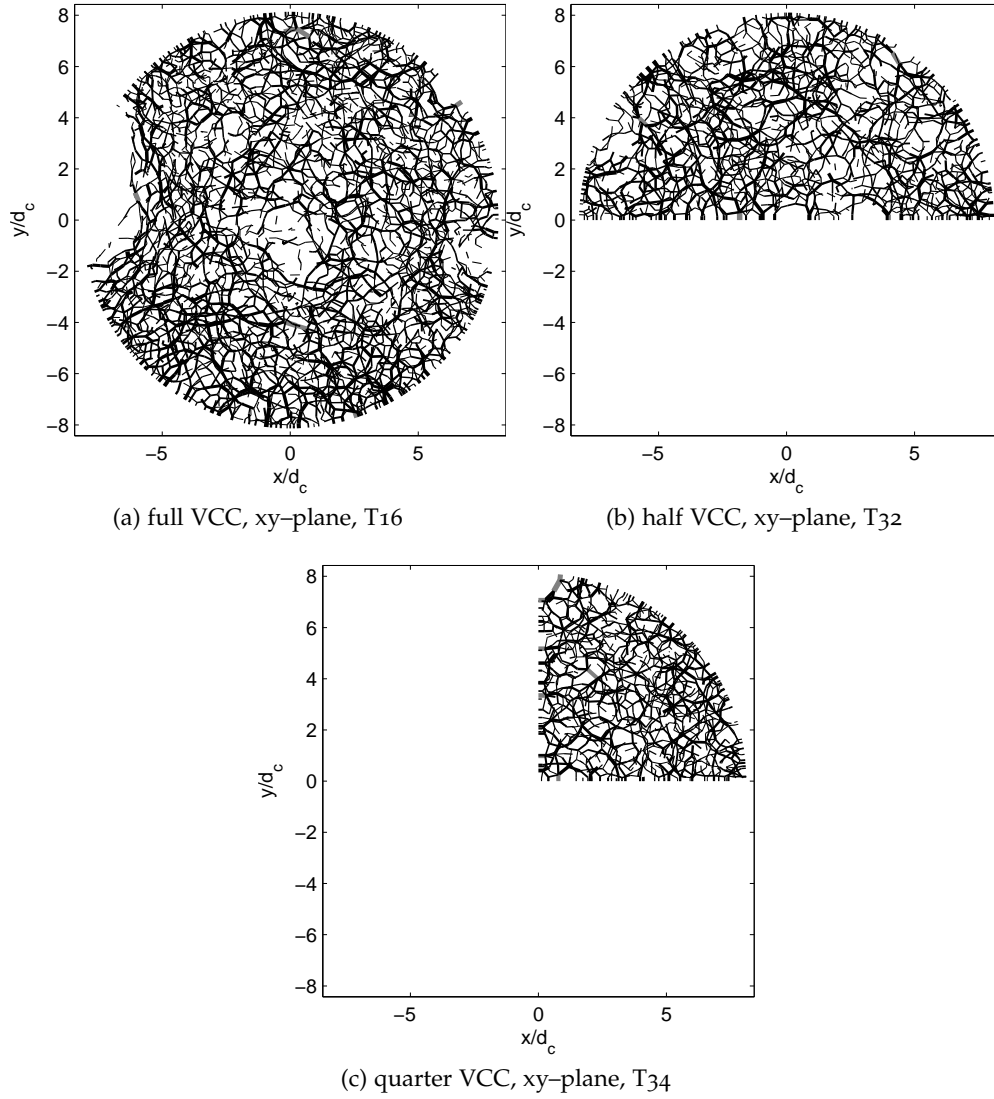 8
6
4
2
0
−2
−4
−6
−8
y/d_c
−5 0 5
x/d_c
(a) full VCC, xy–plane, T16
8
6
4
2
0
−2
−4
−6
−8
y/d_c
−5 0 5
x/d_c
(b) half VCC, xy–plane, T32
8
6
4
2
0
−2
−4
−6
−8
y/d_c
−5 0 5
x/d_c
(c) quarter VCC, xy–plane, T34